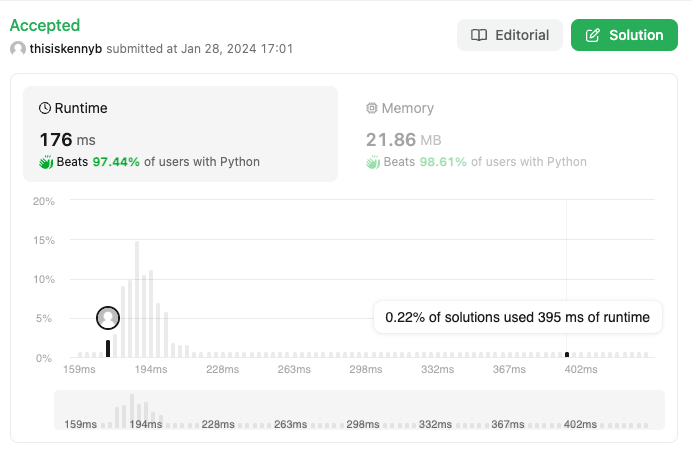 Accepted
thisiskennyb submitted at Jan 28, 2024 17:01
Editorial
Solution
Runtime
176 ms
Beats 97.44% of users with Python
Memory
21.86 MB
Beats 98.61% of users with Python
20%
15%
10%
5%
0%
0.22% of solutions used 395 ms of runtime
159ms 194ms 228ms 263ms 298ms 332ms 367ms 402ms
159ms 194ms 228ms 263ms 298ms 332ms 367ms 402ms